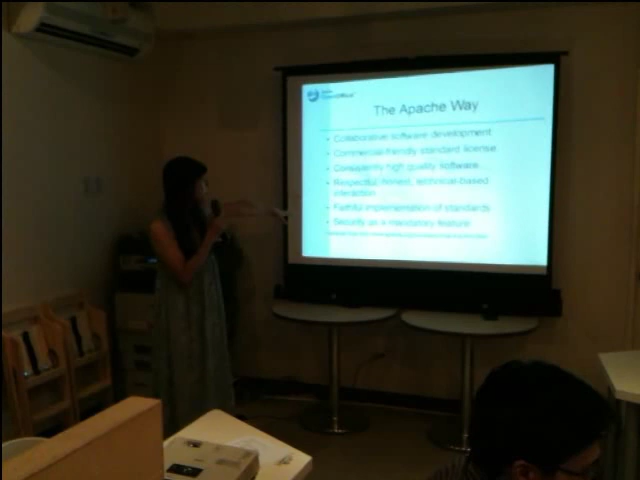 OpenOffice
The Apache Way
• Collaborative software development
• Commercial-friendly standard license
• Consistently high quality software
• Respectful, honest, technical-based
interaction
• Faithful implementation of standards
• Security as a mandatory feature